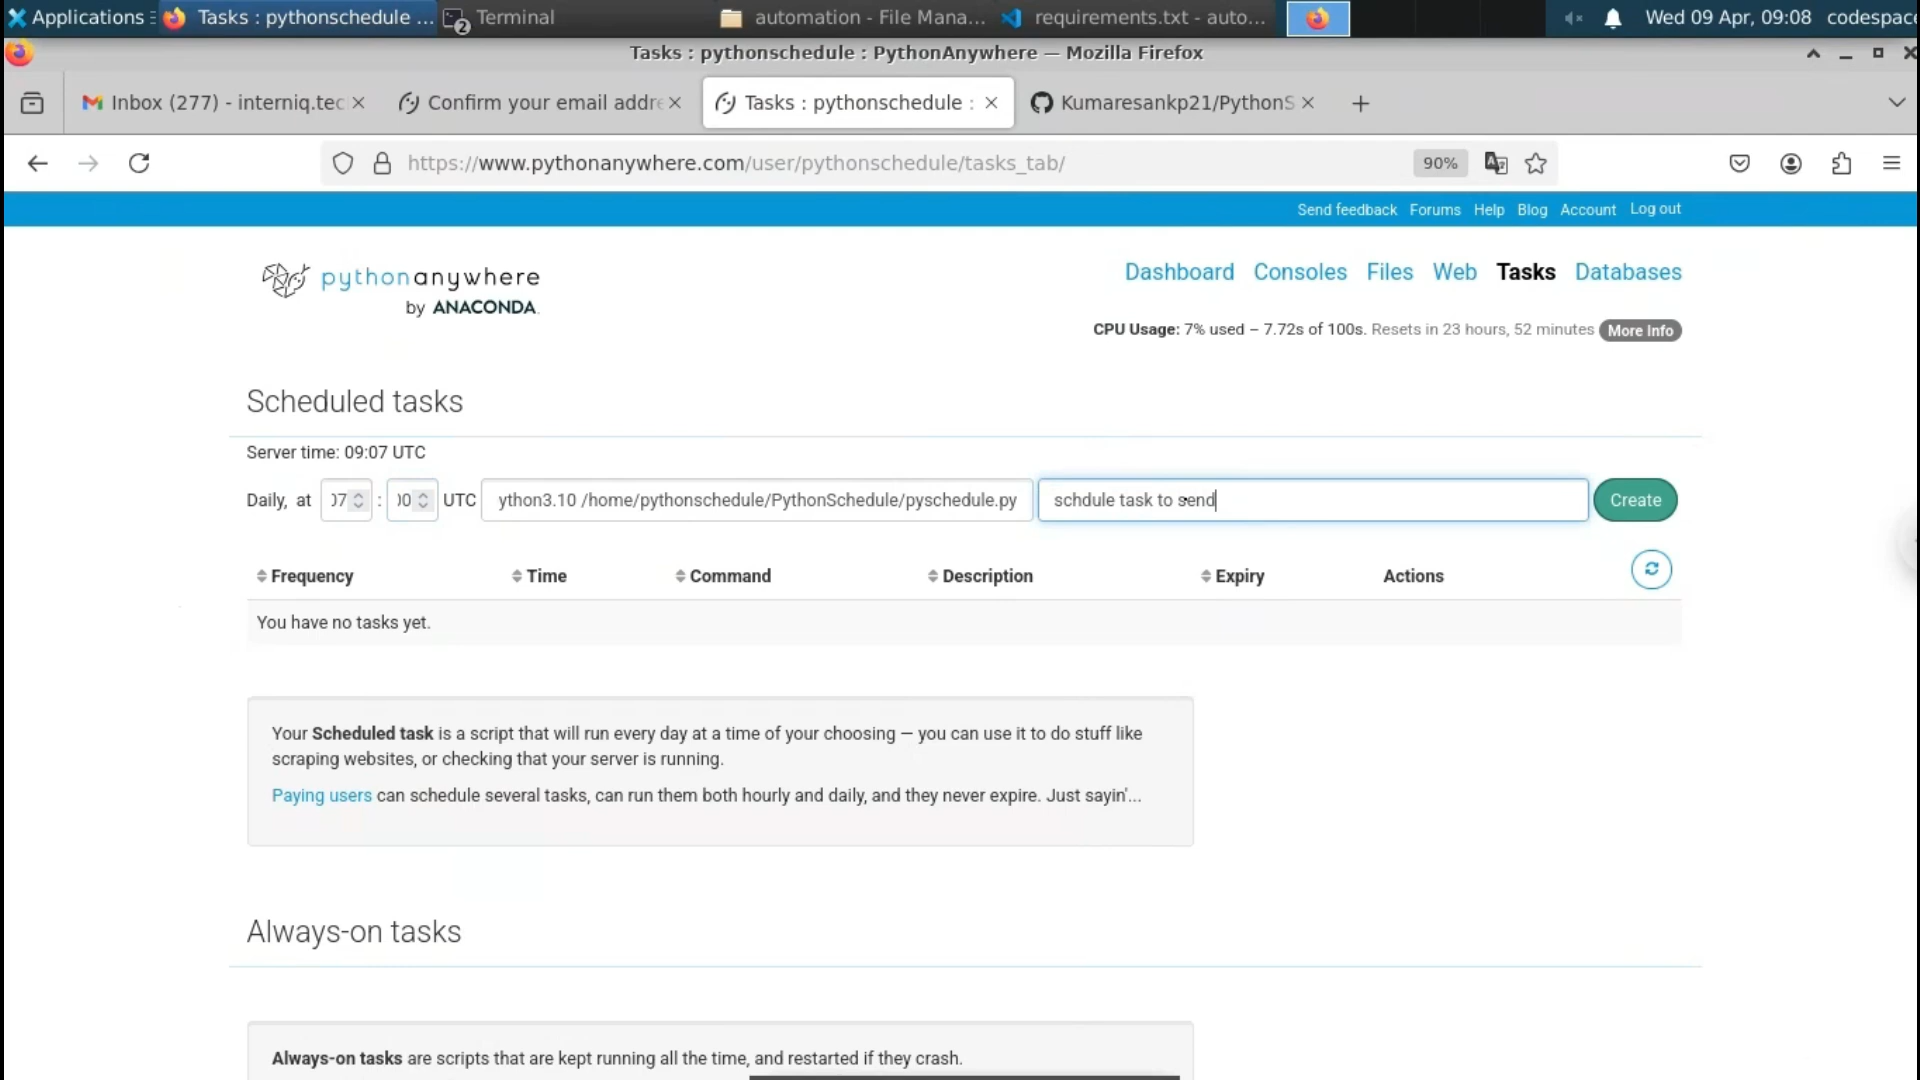 Applications Tasks : pythonschedule ... Terminal automation - File Mana... requirements.txt - auto... Wed 09 Apr, 09:08 codespac
2
Tasks : pythonschedule : PythonAnywhere — Mozilla Firefox
Inbox (277) - interniq.tec Confirm your email addre Tasks : pythonschedule : Kumaresankp21/PythonS
https://www.pythonanywhere.com/user/pythonschedule/tasks_tab/ 90%
Send feedback Forums Help Blog Account Log out
pythonanywhere
by ANACONDA.
Dashboard Consoles Files Web Tasks Databases
CPU Usage: 7% used – 7.72s of 100s. Resets in 23 hours, 52 minutes More Info
Scheduled tasks
Server time: 09:07 UTC
Daily, at 07 : 00 UTC ython3.10 /home/pythonschedule/PythonSchedule/pyschedule.py schdule task to send Create
Frequency Time Command Description Expiry Actions
You have no tasks yet.
Your Scheduled task is a script that will run every day at a time of your choosing — you can use it to do stuff like
scraping websites, or checking that your server is running.
Paying users can schedule several tasks, can run them both hourly and daily, and they never expire. Just sayin'...
Always-on tasks
Always-on tasks are scripts that are kept running all the time, and restarted if they crash.